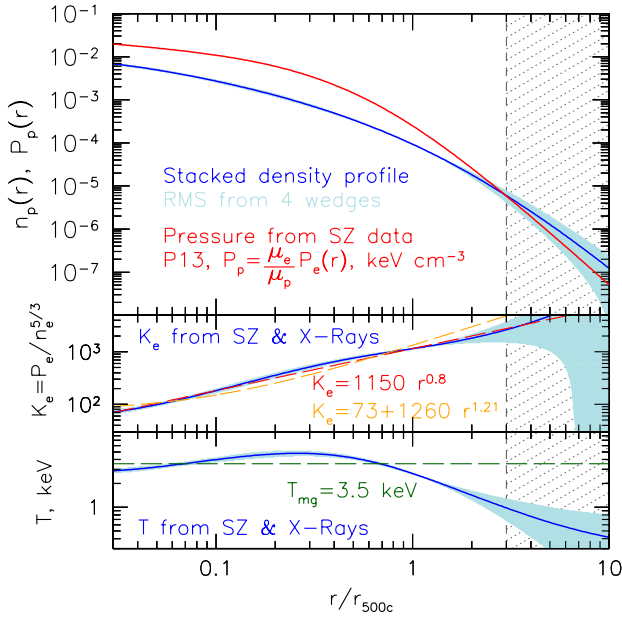 10⁻¹
10⁻²
10⁻³
10⁻⁴
10⁻⁵
10⁻⁶
10⁻⁷
n_p(r), P_p(r)
Stacked density profile
RMS from 4 wedges
Pressure from SZ data
P13, P_p=μ_e/μ_p P_e(r), keV cm⁻³
K_e=P_e/n_e^5/3
10³
10²
K_e from SZ & X-Rays
K_e=1150 r^0.8
K_e=73+1260 r^1.21
T, keV
1
T_mg=3.5 keV
T from SZ & X-Rays
0.1 1 10
r/r_500c